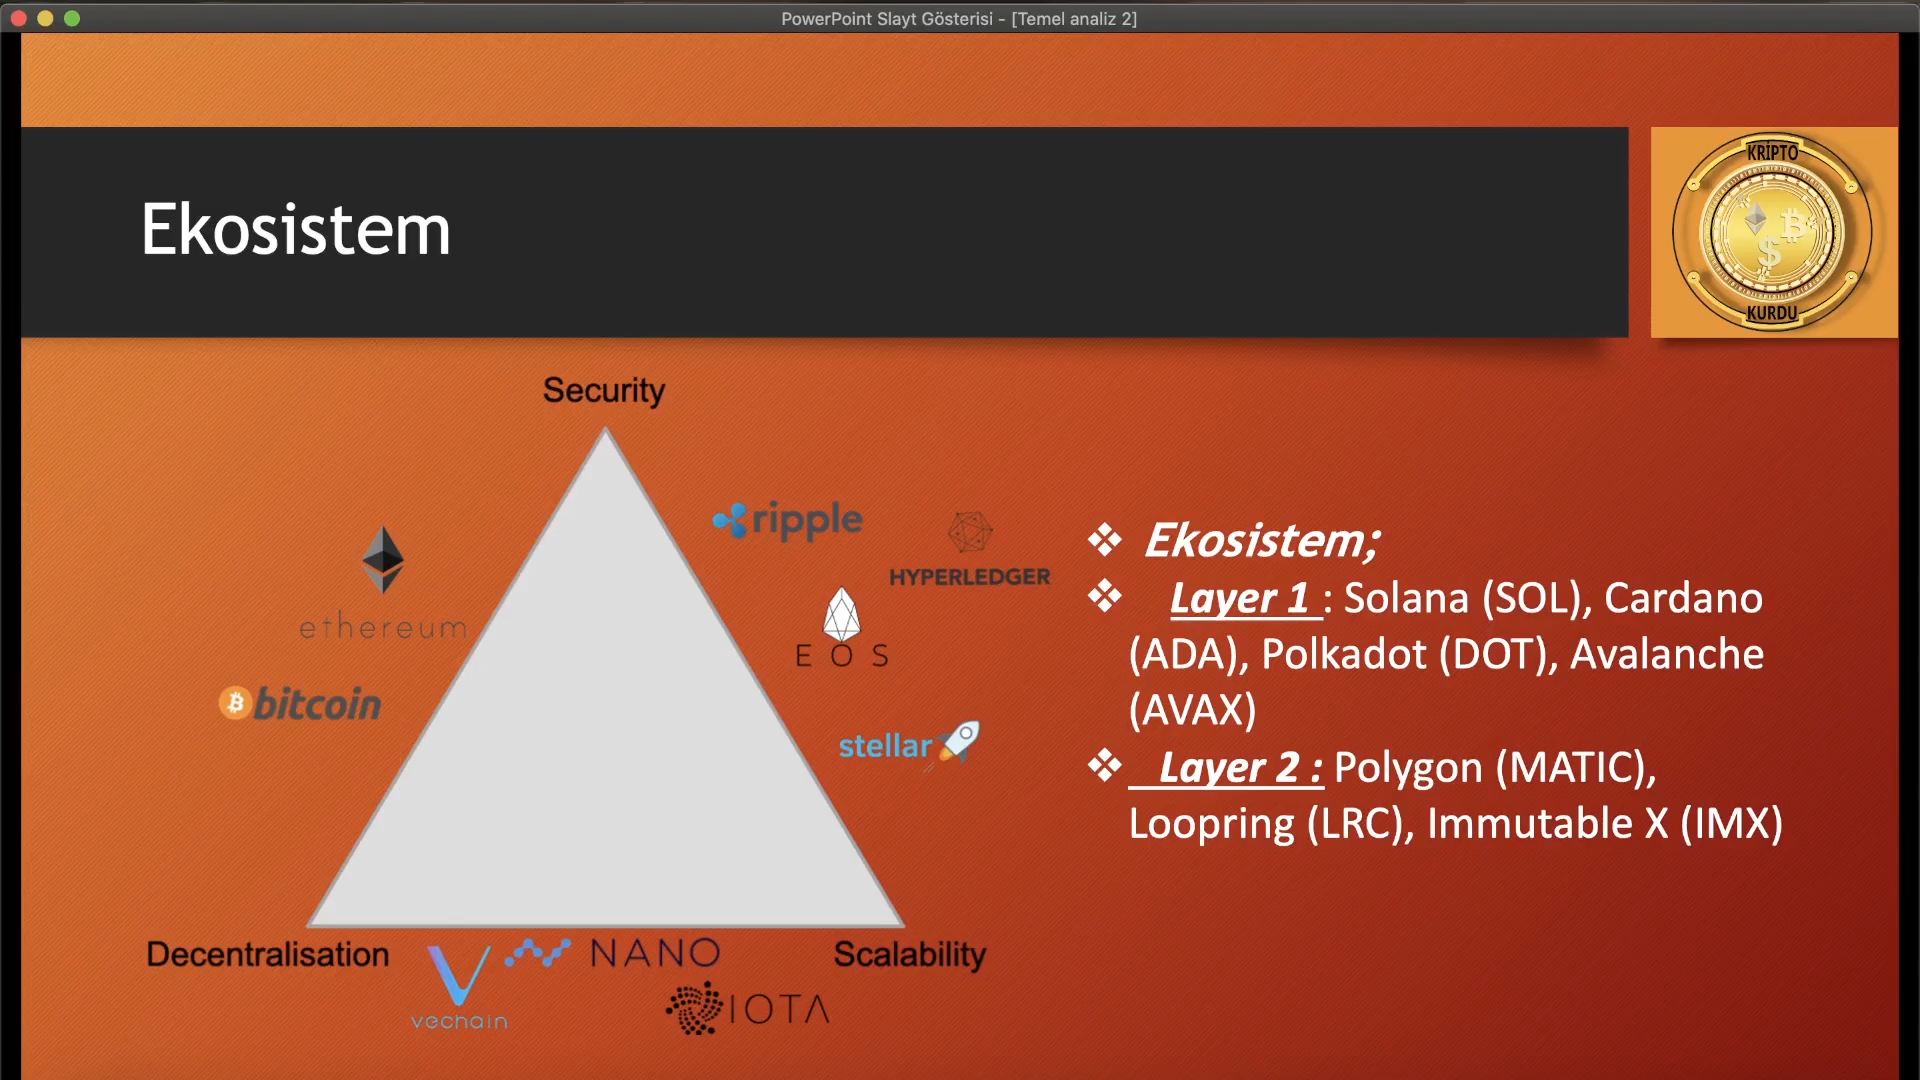 PowerPoint Slayt Gösterisi - [Temel analiz 2]
KRİPTO
KURDU
Ekosistem
Security
ethereum
bitcoin
ripple
HYPERLEDGER
EOS
stellar
Decentralisation
Scalability
vechain
NANO
IOTA
❖ Ekosistem;
❖ Layer 1 : Solana (SOL), Cardano
(ADA), Polkadot (DOT), Avalanche
(AVAX)
❖ Layer 2 : Polygon (MATIC),
Loopring (LRC), Immutable X (IMX)